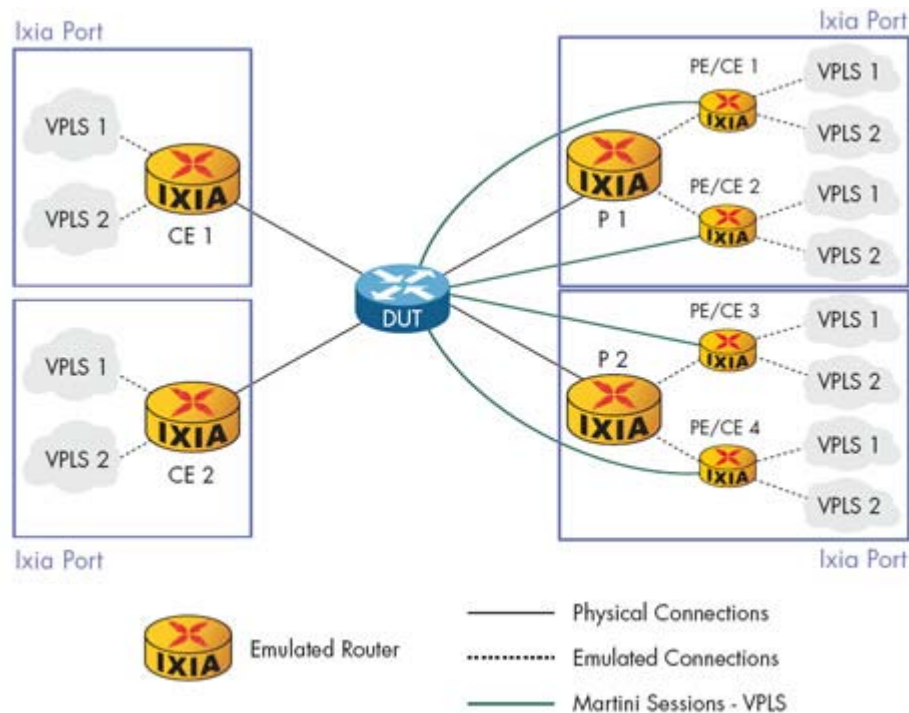 Ixia Port
VPLS 1
VPLS 2
IXIA
CE 1
VPLS 1
VPLS 2
IXIA
CE 2
Ixia Port
DUT
Ixia Port
PE/CE 1
IXIA
VPLS 1
VPLS 2
IXIA
P 1
PE/CE 2
IXIA
VPLS 1
VPLS 2
P 2
IXIA
PE/CE 3
IXIA
VPLS 1
VPLS 2
PE/CE 4
IXIA
VPLS 1
VPLS 2
Ixia Port
IXIA
Emulated Router
Physical Connections
Emulated Connections
Martini Sessions - VPLS